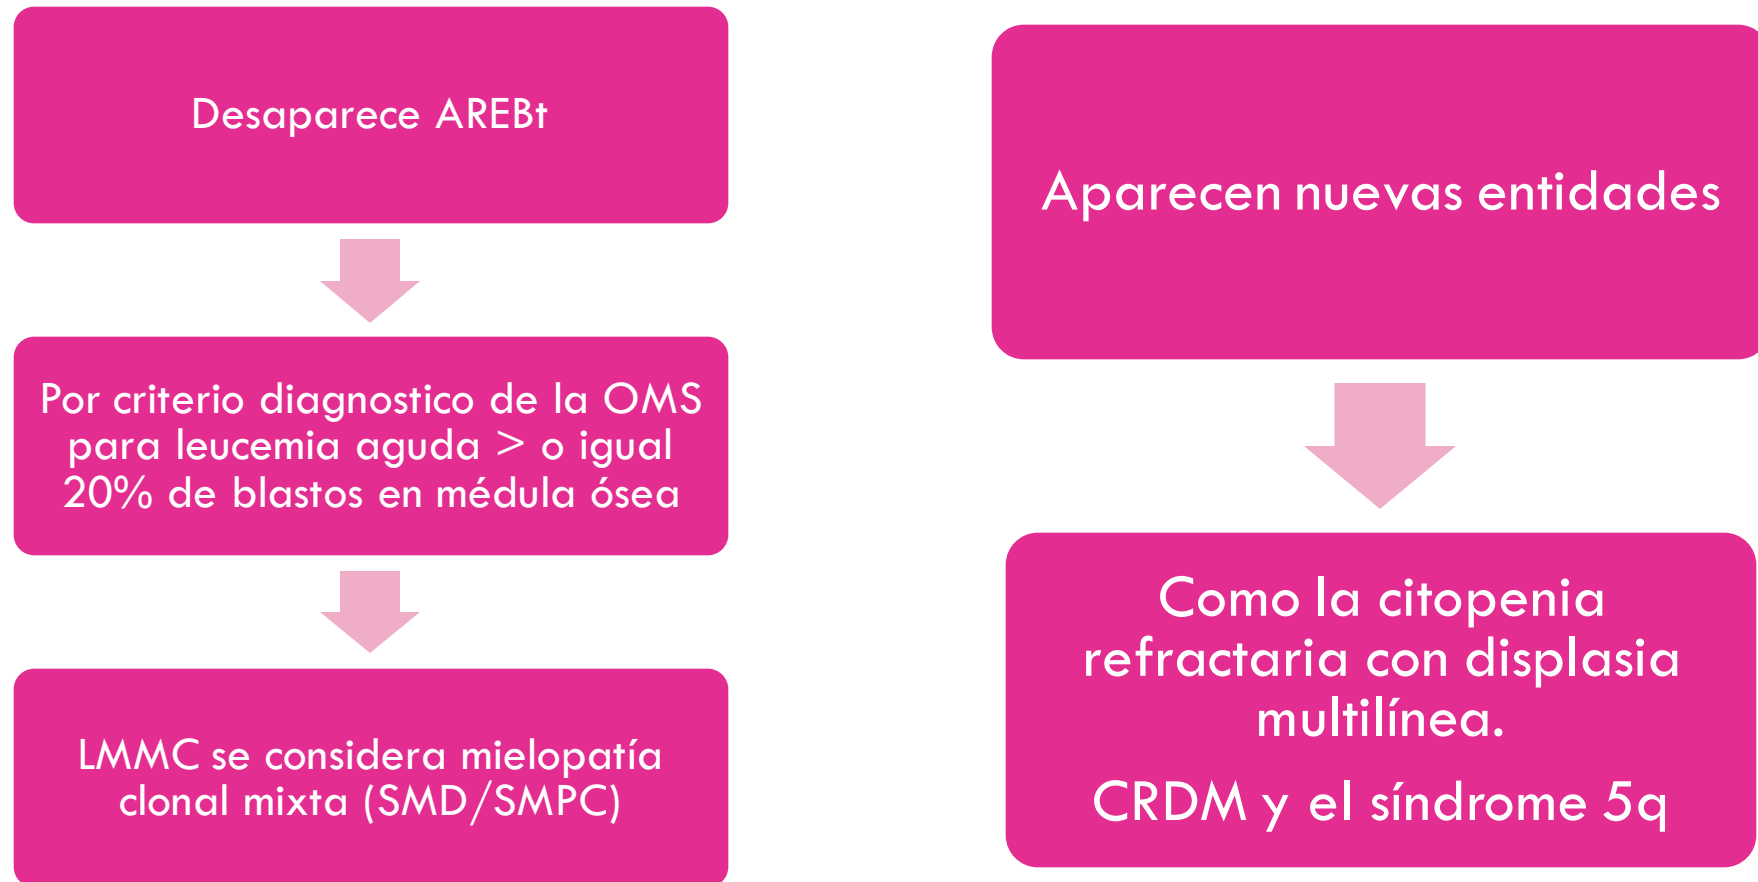 Desaparece AREBt
Por criterio diagnostico de la OMS
para leucemia aguda > o igual
20% de blastos en médula ósea
LMMC se considera mielopatía
clonal mixta (SMD/SMPC)
Aparecen nuevas entidades
Como la citopenia
refractaria con displasia
multilínea.
CRDM y el síndrome 5q